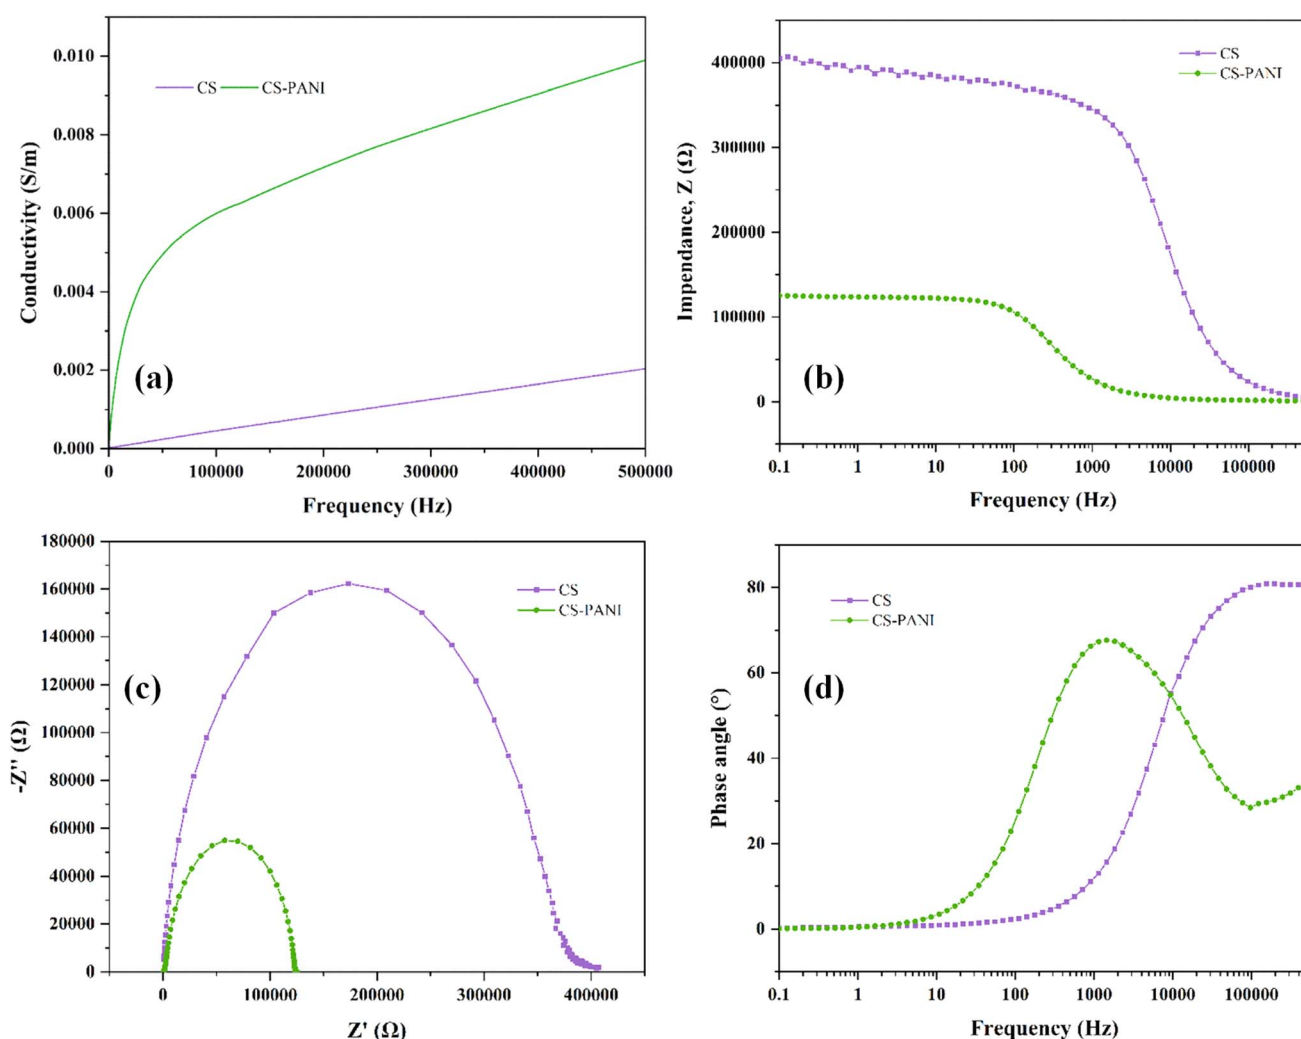 0.010
0.008
0.006
0.004
0.002
0.000
Conductivity (S/m)
CS CS-PANI
(a)
0 100000 200000 300000 400000 500000
Frequency (Hz)
400000
300000
200000
100000
0
Impendance, Z (Ω)
CS
CS-PANI
(b)
0.1 1 10 100 1000 10000 100000
Frequency (Hz)
180000
160000
140000
120000
100000
80000
60000
40000
20000
0
-Z'' (Ω)
CS
CS-PANI
(c)
0 100000 200000 300000 400000
Z' (Ω)
80
60
40
20
0
Phase angle (°)
CS
CS-PANI
(d)
0.1 1 10 100 1000 10000 100000
Frequency (Hz)